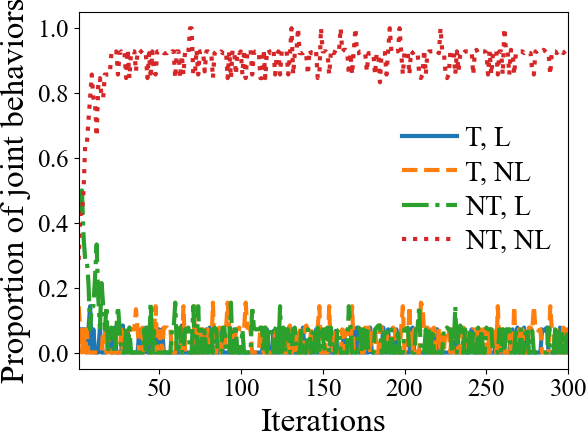 Proportion of joint behaviors
1.0
0.8
0.6
0.4
0.2
0.0
T, L
T, NL
NT, L
NT, NL
50
100
150
200
250
300
Iterations